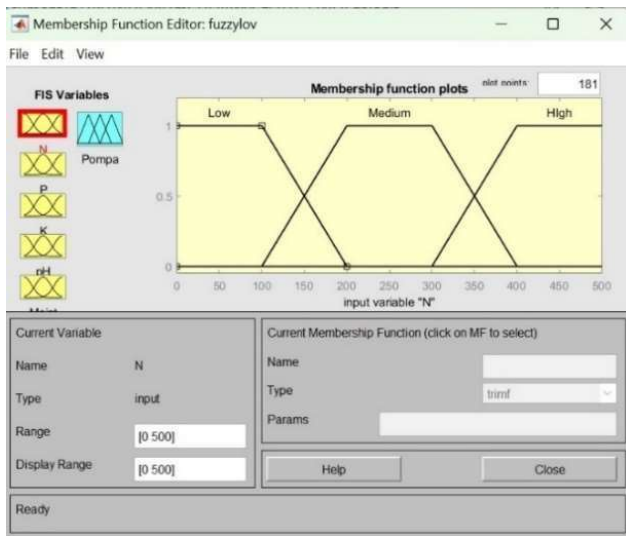 Membership Function Editor: fuzzylov
File Edit View
FIS Variables
Membership function plots
plot points:
181
N
Pompa
P
K
pH
Low
Medium
HIgh
1
0.5
0
0 50 100 150 200 250 300 350 400 450 500
input variable "N"
Current Variable
Name N
Type input
Range [0 500]
Display Range [0 500]
Current Membership Function (click on MF to select)
Name
Type trimf
Params
Help
Close
Ready